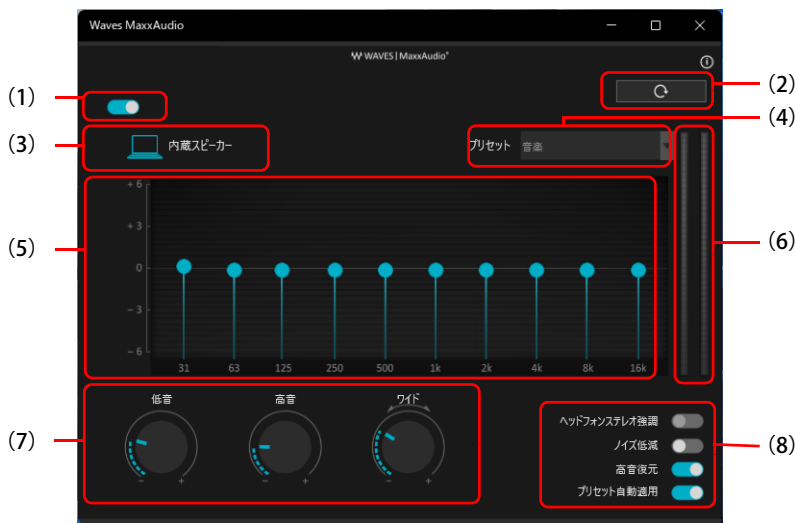 Waves MaxxAudio
WAVES | MaxxAudio®
(1)
(2)
(3)
内蔵スピーカー
(4)
プリセット 音楽
(5)
+ 6
+ 3
0
- 3
- 6
31 63 125 250 500 1k 2k 4k 8k 16k
(6)
(7)
低音 高音 ワイド
- + - + - +
ヘッドフォンステレオ強調
ノイズ低減
高音復元
プリセット自動適用
(8)